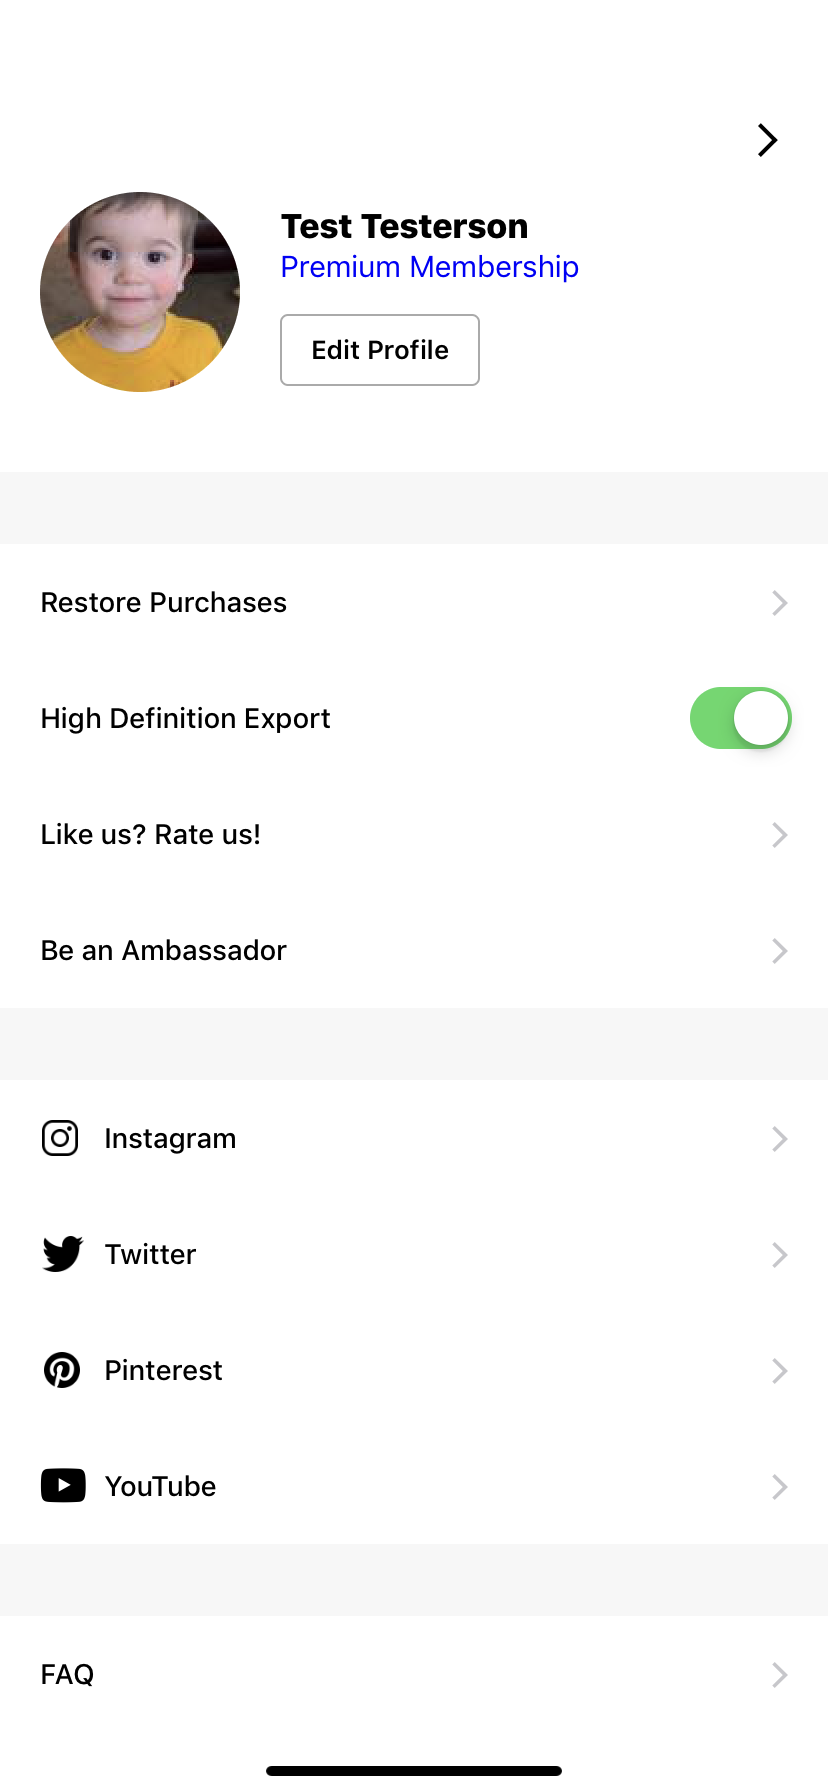 Test Testerson
Premium Membership
Edit Profile
Restore Purchases
High Definition Export
Like us? Rate us!
Be an Ambassador
Instagram
Twitter
Pinterest
YouTube
FAQ